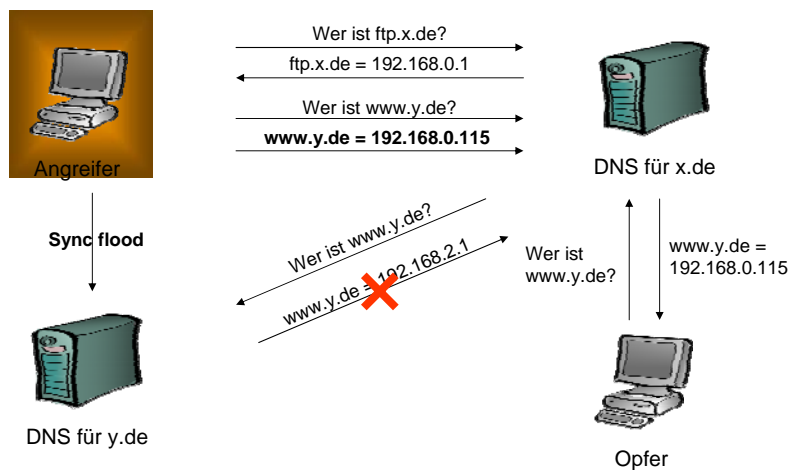 Wer ist ftp.x.de?
ftp.x.de = 192.168.0.1
Wer ist www.y.de?
www.y.de = 192.168.0.115
Angreifer
DNS für x.de
Sync flood
Wer ist www.y.de?
www.y.de = 192.168.2.1
Wer ist
www.y.de?
www.y.de =
192.168.0.115
DNS für y.de
Opfer